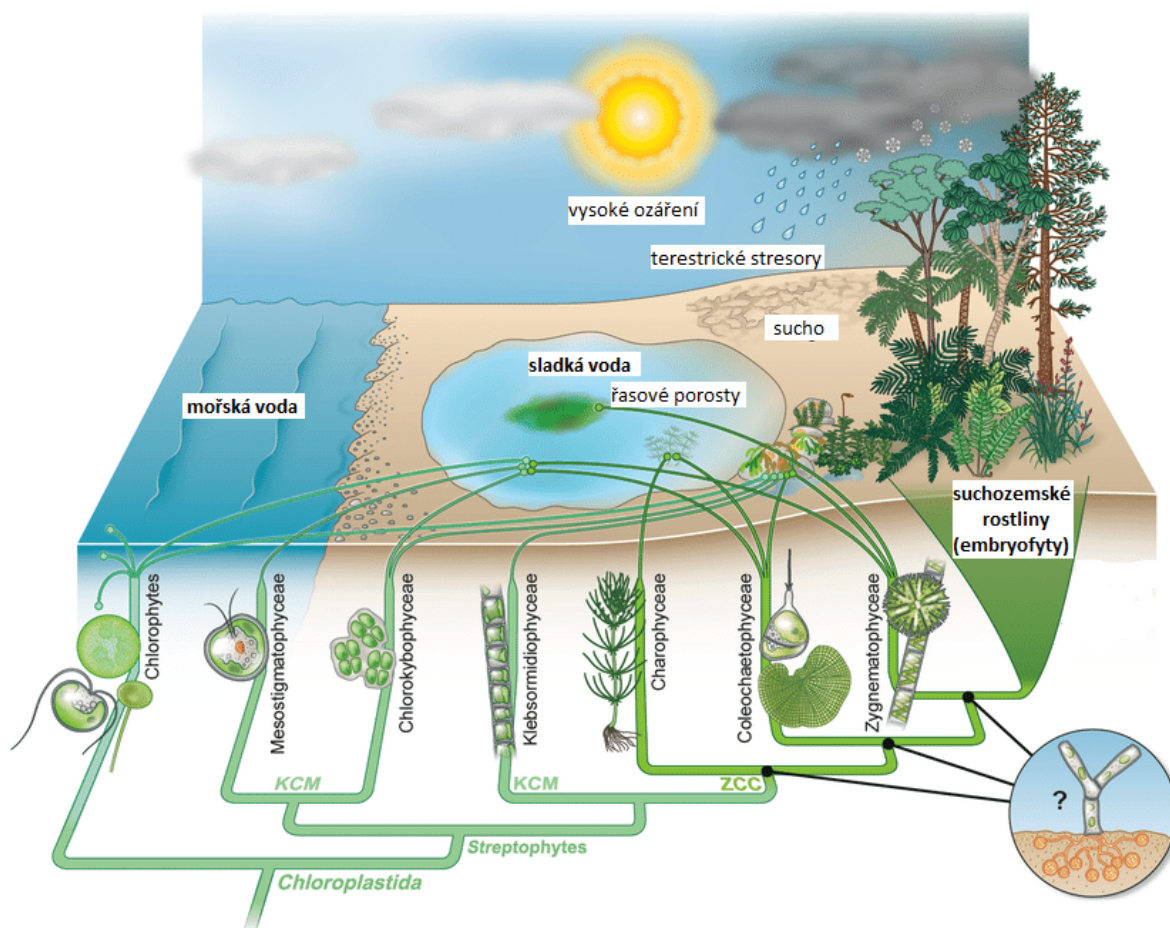 vysoké ozáření
terestrické stresory
sucho
sladká voda
řasové porosty
mořská voda
suchozemské
rostliny
(embryofyty)
Chlorophytes
Mesostigmatophyceae
Chlorokybophyceae
Klebsormidiophyceae
Charophyceae
Coleochaetophyceae
Zygnematophyceae
KCM
KCM
ZCC
?
Streptophytes
Chloroplastida